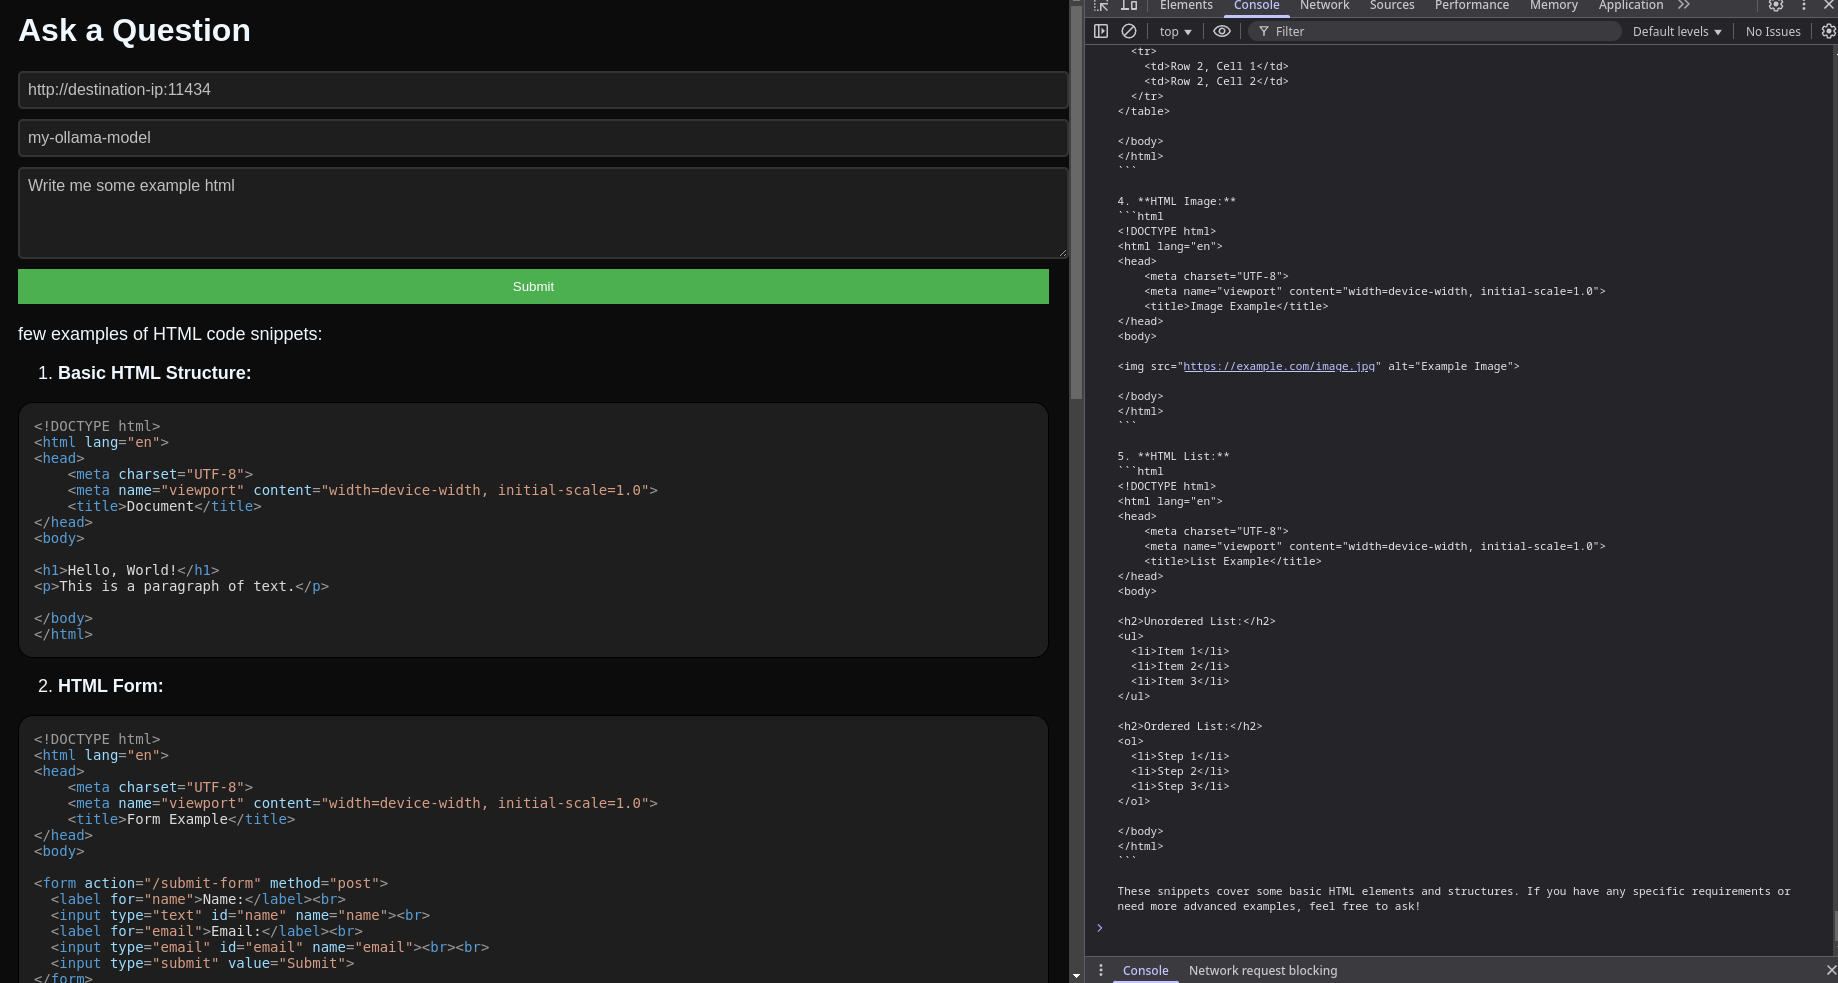 Ask a Question
http://destination-ip:11434
my-ollama-model
Write me some example html
Submit
few examples of HTML code snippets:
1. Basic HTML Structure:
<!DOCTYPE html>
<html lang="en">
<head>
    <meta charset="UTF-8">
    <meta name="viewport" content="width=device-width, initial-scale=1.0">
    <title>Document</title>
</head>
<body>
<h1>Hello, World!</h1>
<p>This is a paragraph of text.</p>
</body>
</html>
2. HTML Form:
<!DOCTYPE html>
<html lang="en">
<head>
    <meta charset="UTF-8">
    <meta name="viewport" content="width=device-width, initial-scale=1.0">
    <title>Form Example</title>
</head>
<body>
<form action="/submit-form" method="post">
  <label for="name">Name:</label><br>
  <input type="text" id="name" name="name"><br>
  <label for="email">Email:</label><br>
  <input type="email" id="email" name="email"><br><br>
  <input type="submit" value="Submit">
</form>
Elements Console Network Sources Performance Memory Application
top Filter Default levels No Issues
<tr>
    <td>Row 2, Cell 1</td>
    <td>Row 2, Cell 2</td>
  </tr>
</table>
</body>
</html>
```
4. **HTML Image:**
```html
<!DOCTYPE html>
<html lang="en">
<head>
    <meta charset="UTF-8">
    <meta name="viewport" content="width=device-width, initial-scale=1.0">
    <title>Image Example</title>
</head>
<body>
<img src="https://example.com/image.jpg" alt="Example Image">
</body>
</html>
```
5. **HTML List:**
```html
<!DOCTYPE html>
<html lang="en">
<head>
    <meta charset="UTF-8">
    <meta name="viewport" content="width=device-width, initial-scale=1.0">
    <title>List Example</title>
</head>
<body>
<h2>Unordered List:</h2>
<ul>
  <li>Item 1</li>
  <li>Item 2</li>
  <li>Item 3</li>
</ul>
<h2>Ordered List:</h2>
<ol>
  <li>Step 1</li>
  <li>Step 2</li>
  <li>Step 3</li>
</ol>
</body>
</html>
```
These snippets cover some basic HTML elements and structures. If you have any specific requirements or
need more advanced examples, feel free to ask!
Console Network request blocking